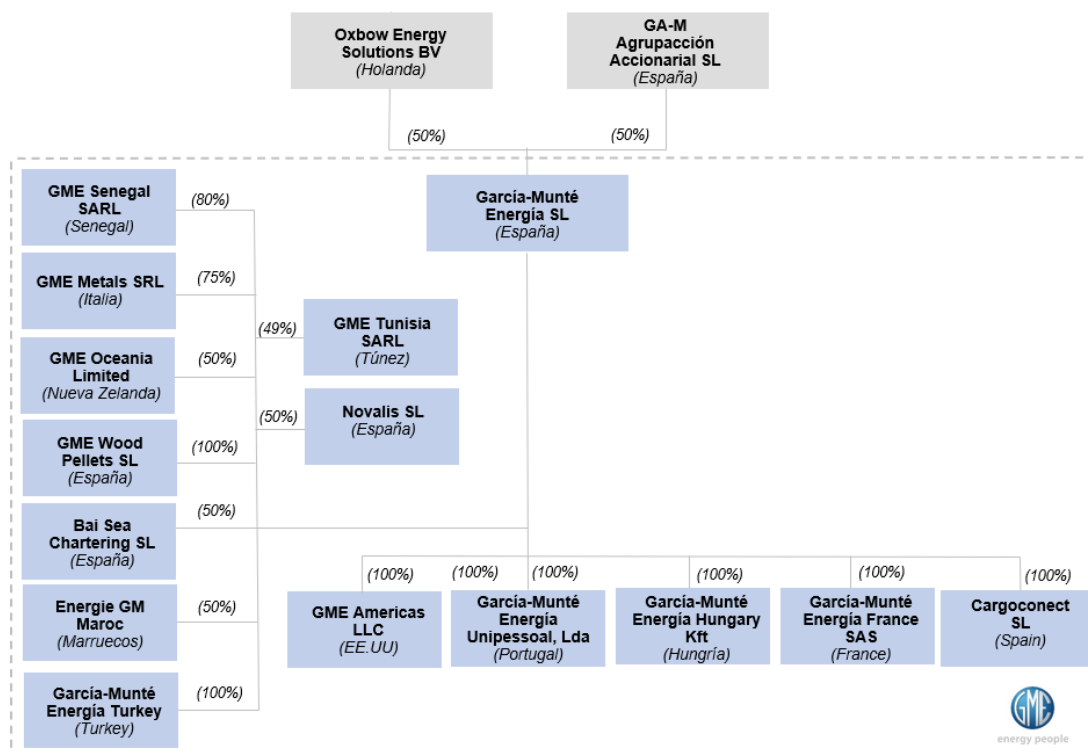 Oxbow Energy
Solutions BV
(Holanda)
GA-M
Agrupacción
Accionarial SL
(España)
(50%)
(50%)
García-Munté
Energía SL
(España)
GME Senegal
SARL
(Senegal)
(80%)
GME Metals SRL
(Italia)
(75%)
GME Oceania
Limited
(Nueva Zelanda)
(50%)
GME Wood
Pellets SL
(España)
(100%)
Bai Sea
Chartering SL
(España)
(50%)
Energie GM
Maroc
(Marruecos)
(50%)
García-Munté
Energía Turkey
(Turkey)
(100%)
(49%)
GME Tunisia
SARL
(Túnez)
(50%)
Novalis SL
(España)
(100%)
(100%)
(100%)
(100%)
(100%)
(100%)
GME Americas
LLC
(EE.UU)
García-Munté
Energía
Unipessoal, Lda
(Portugal)
García-Munté
Energía Hungary
Kft
(Hungría)
García-Munté
Energía France
SAS
(France)
Cargoconect
SL
(Spain)
GME
energy people